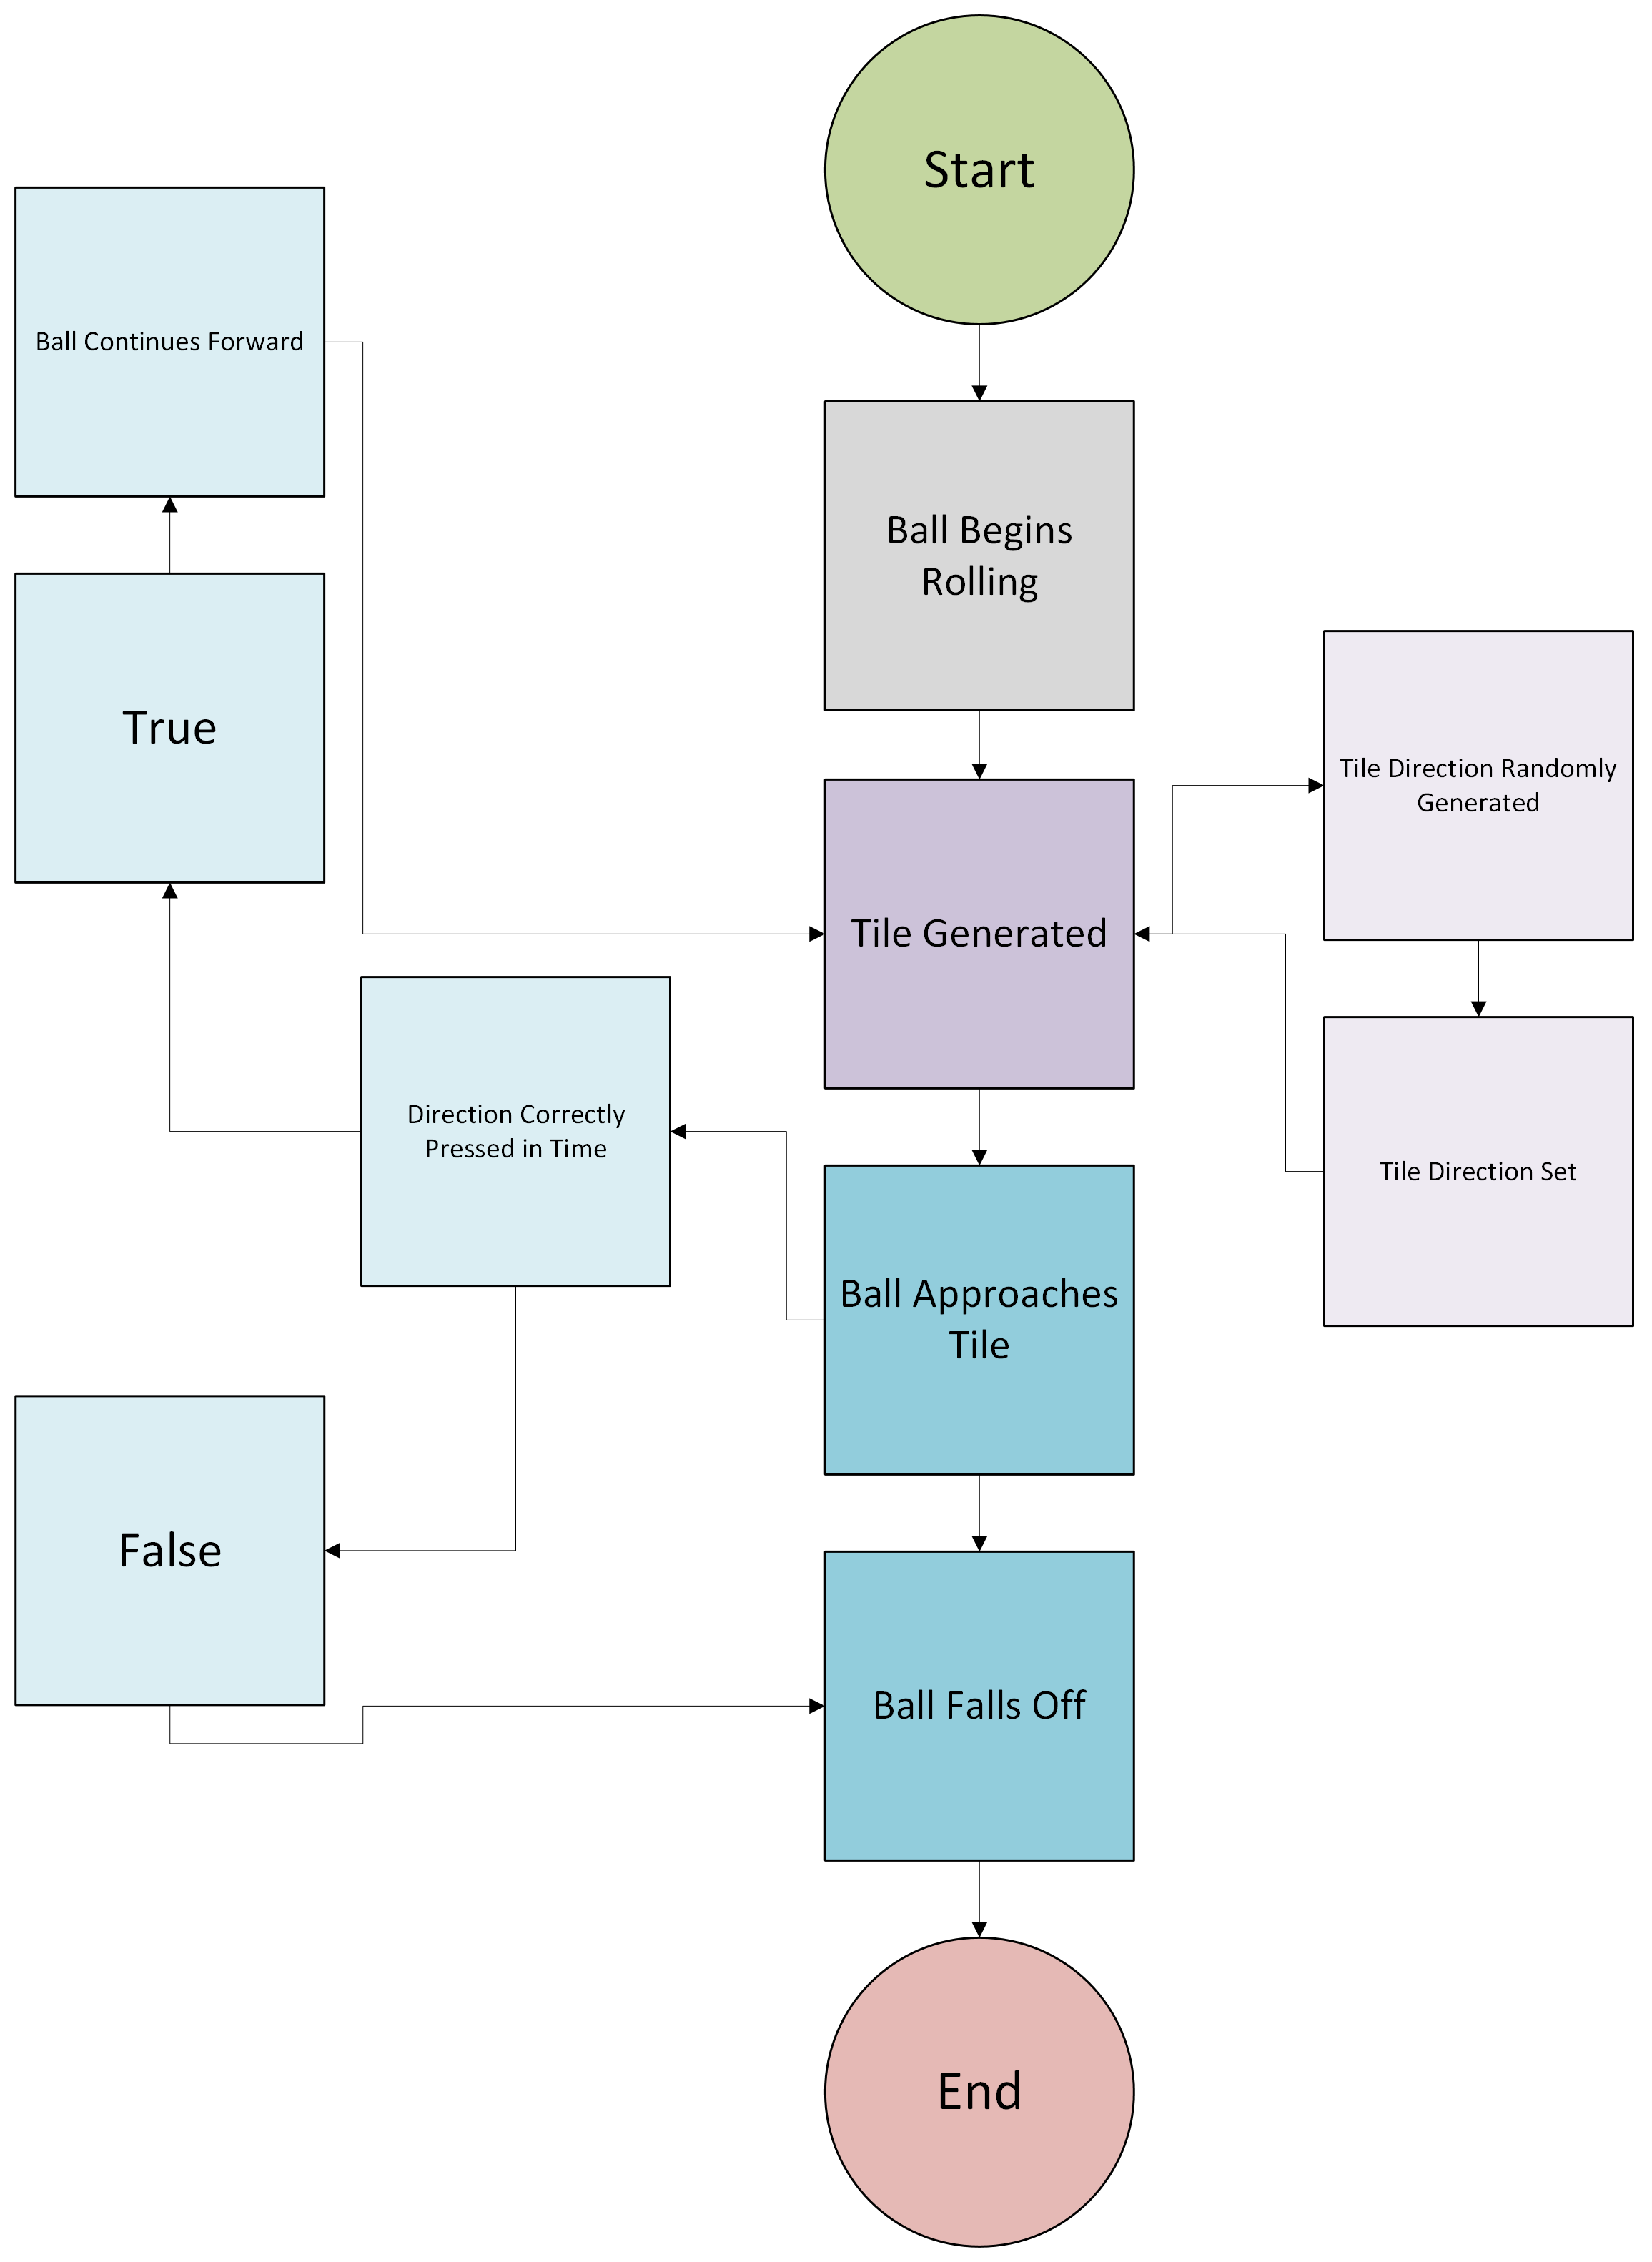 Start
Ball Continues Forward
Ball Begins
Rolling
True
Tile Direction Randomly
Generated
Tile Generated
Direction Correctly
Pressed in Time
Tile Direction Set
Ball Approaches
Tile
False
Ball Falls Off
End